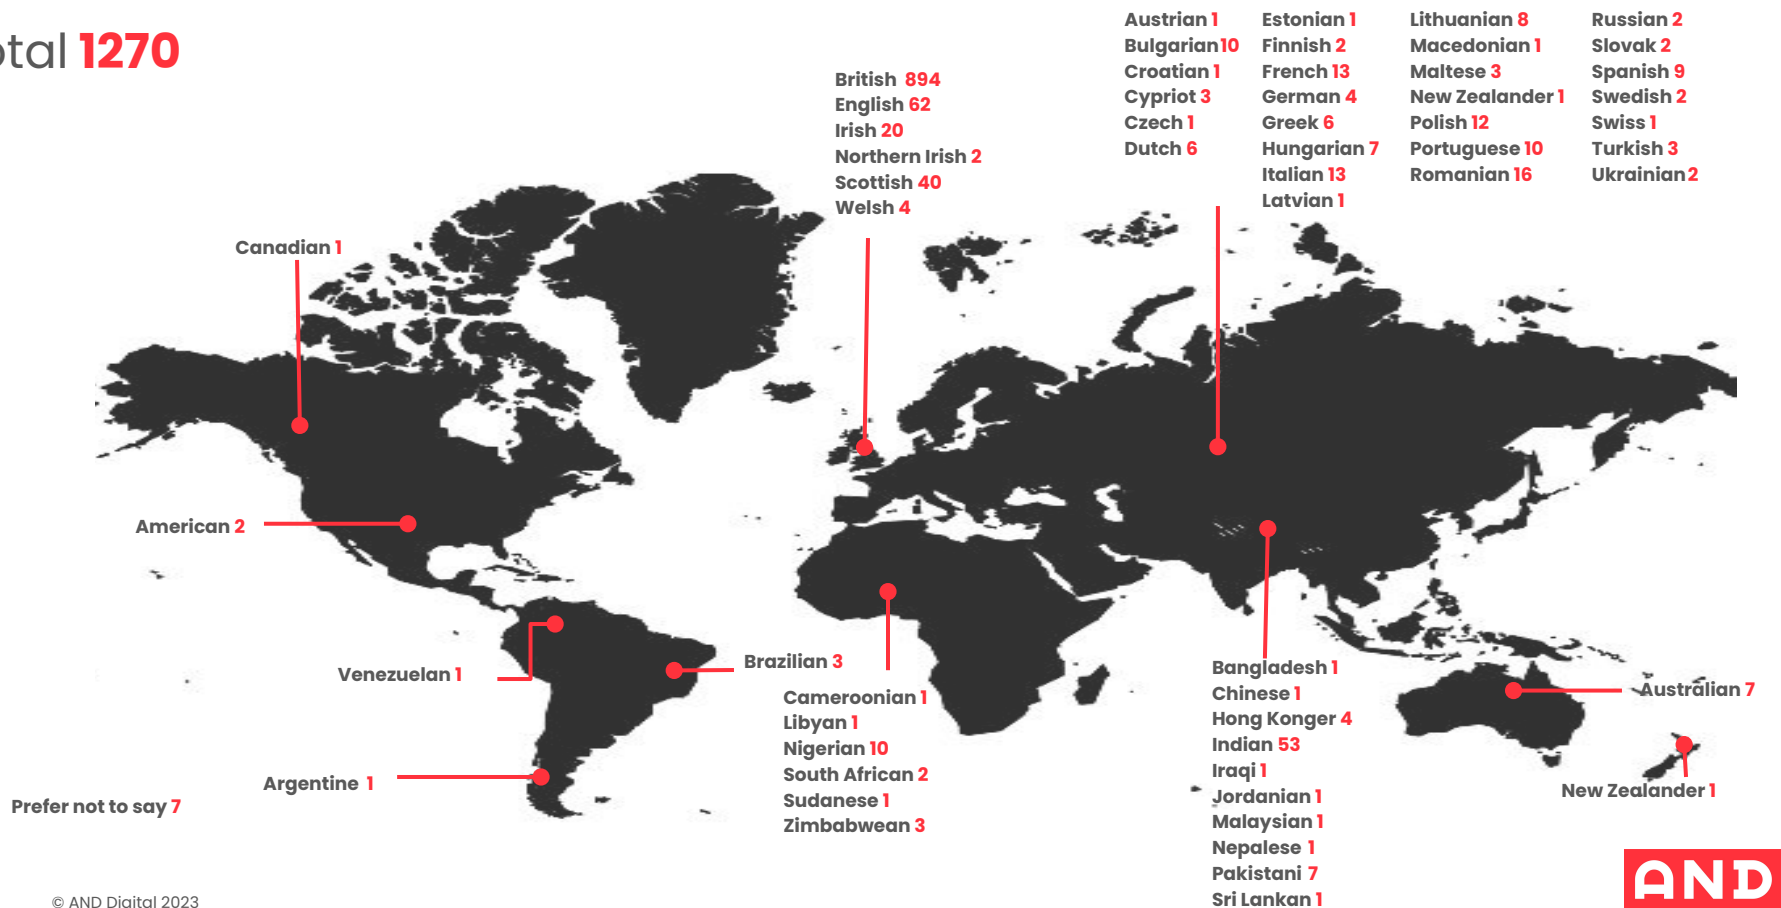 otal 1270
British 894
English 62
Irish 20
Northern Irish 2
Scottish 40
Welsh 4
Austrian 1
Bulgarian 10
Croatian 1
Cypriot 3
Czech 1
Dutch 6
Estonian 1
Finnish 2
French 13
German 4
Greek 6
Hungarian 7
Italian 13
Latvian 1
Lithuanian 8
Macedonian 1
Maltese 3
New Zealander 1
Polish 12
Portuguese 10
Romanian 16
Russian 2
Slovak 2
Spanish 9
Swedish 2
Swiss 1
Turkish 3
Ukrainian 2
Canadian 1
American 2
Venezuelan 1
Brazilian 3
Argentine 1
Cameroonian 1
Libyan 1
Nigerian 10
South African 2
Sudanese 1
Zimbabwean 3
Bangladesh 1
Chinese 1
Hong Konger 4
Indian 53
Iraqi 1
Jordanian 1
Malaysian 1
Nepalese 1
Pakistani 7
Sri Lankan 1
Australian 7
New Zealander 1
Prefer not to say 7
© AND Digital 2023
AND